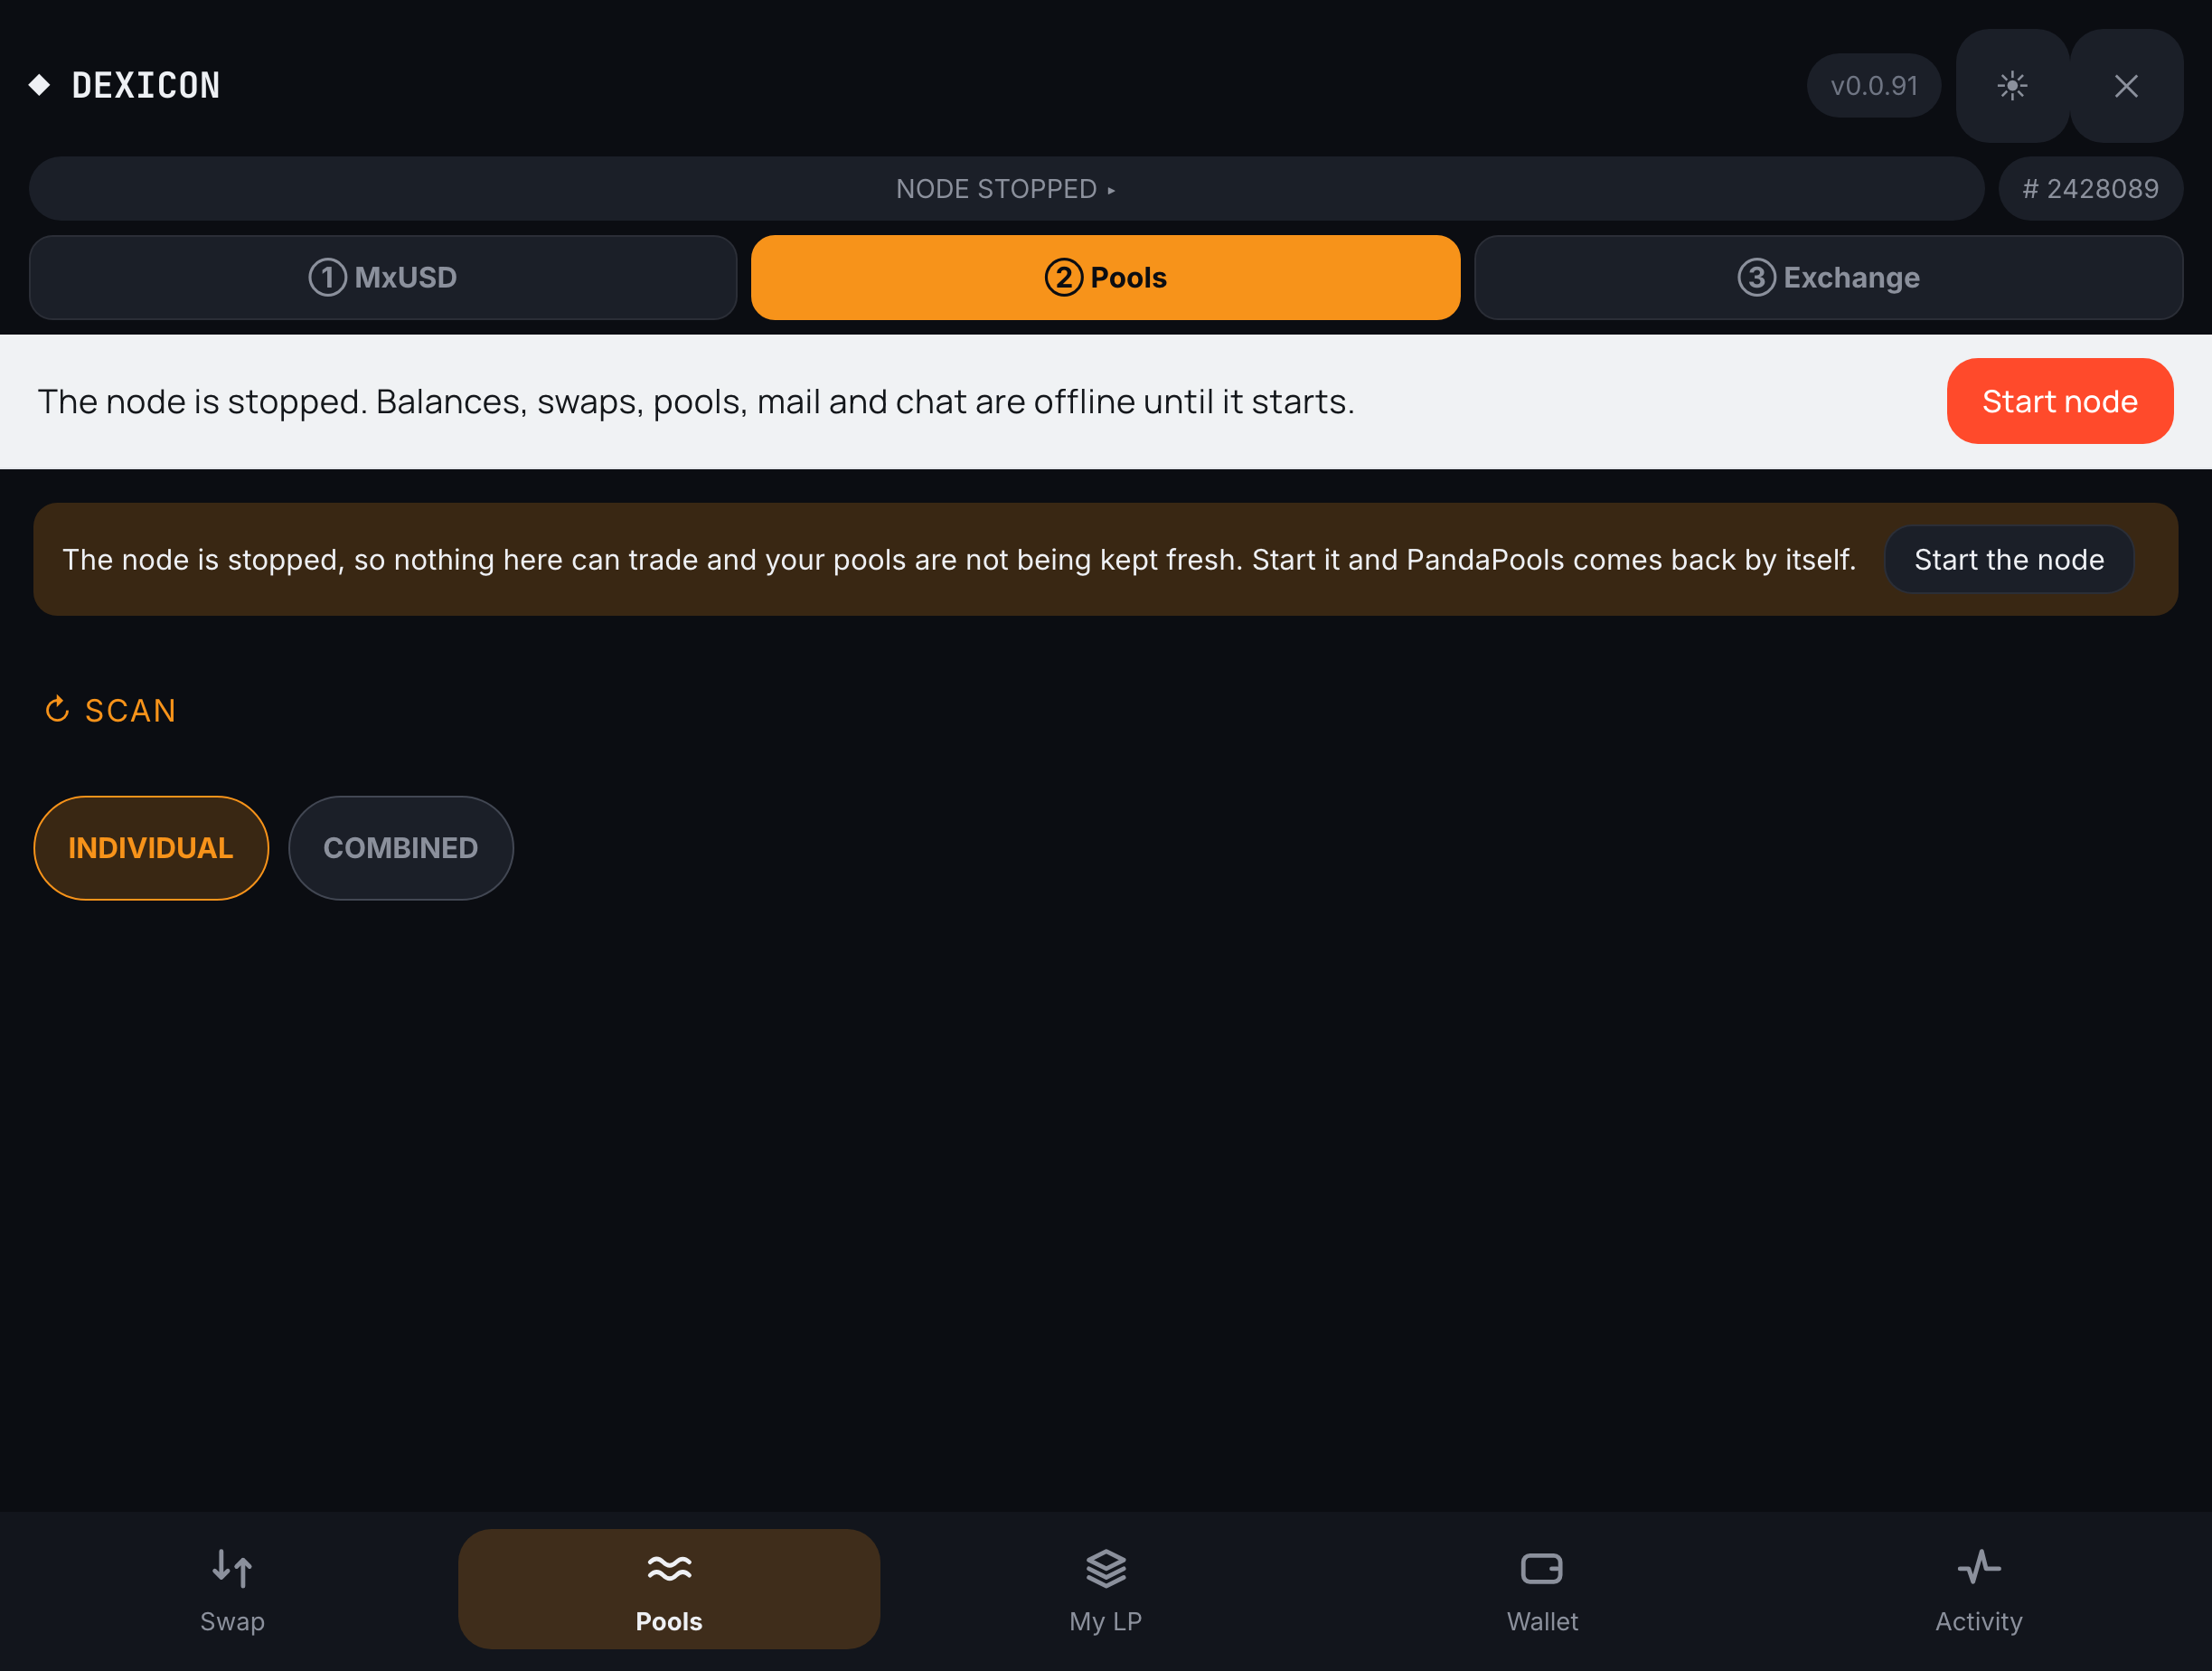 ◆ DEXICON
v0.0.91
NODE STOPPED ▸
# 2428089
① MxUSD
② Pools
③ Exchange
The node is stopped. Balances, swaps, pools, mail and chat are offline until it starts.
Start node
The node is stopped, so nothing here can trade and your pools are not being kept fresh. Start it and PandaPools comes back by itself.
Start the node
↻ SCAN
INDIVIDUAL
COMBINED
Swap
Pools
My LP
Wallet
Activity